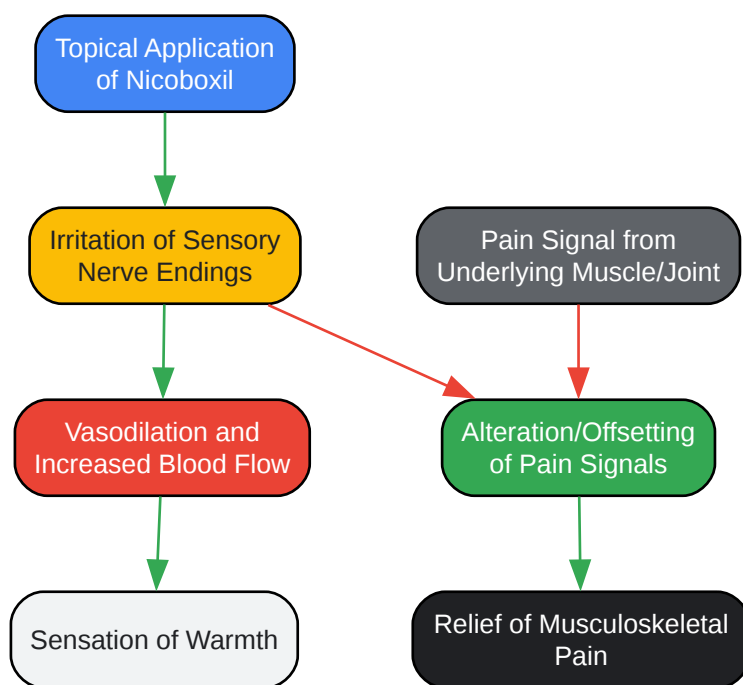 Topical Application
of Nicoboxil
Irritation of Sensory
Nerve Endings
Pain Signal from
Underlying Muscle/Joint
Vasodilation and
Increased Blood Flow
Alteration/Offsetting
of Pain Signals
Sensation of Warmth
Relief of Musculoskeletal
Pain